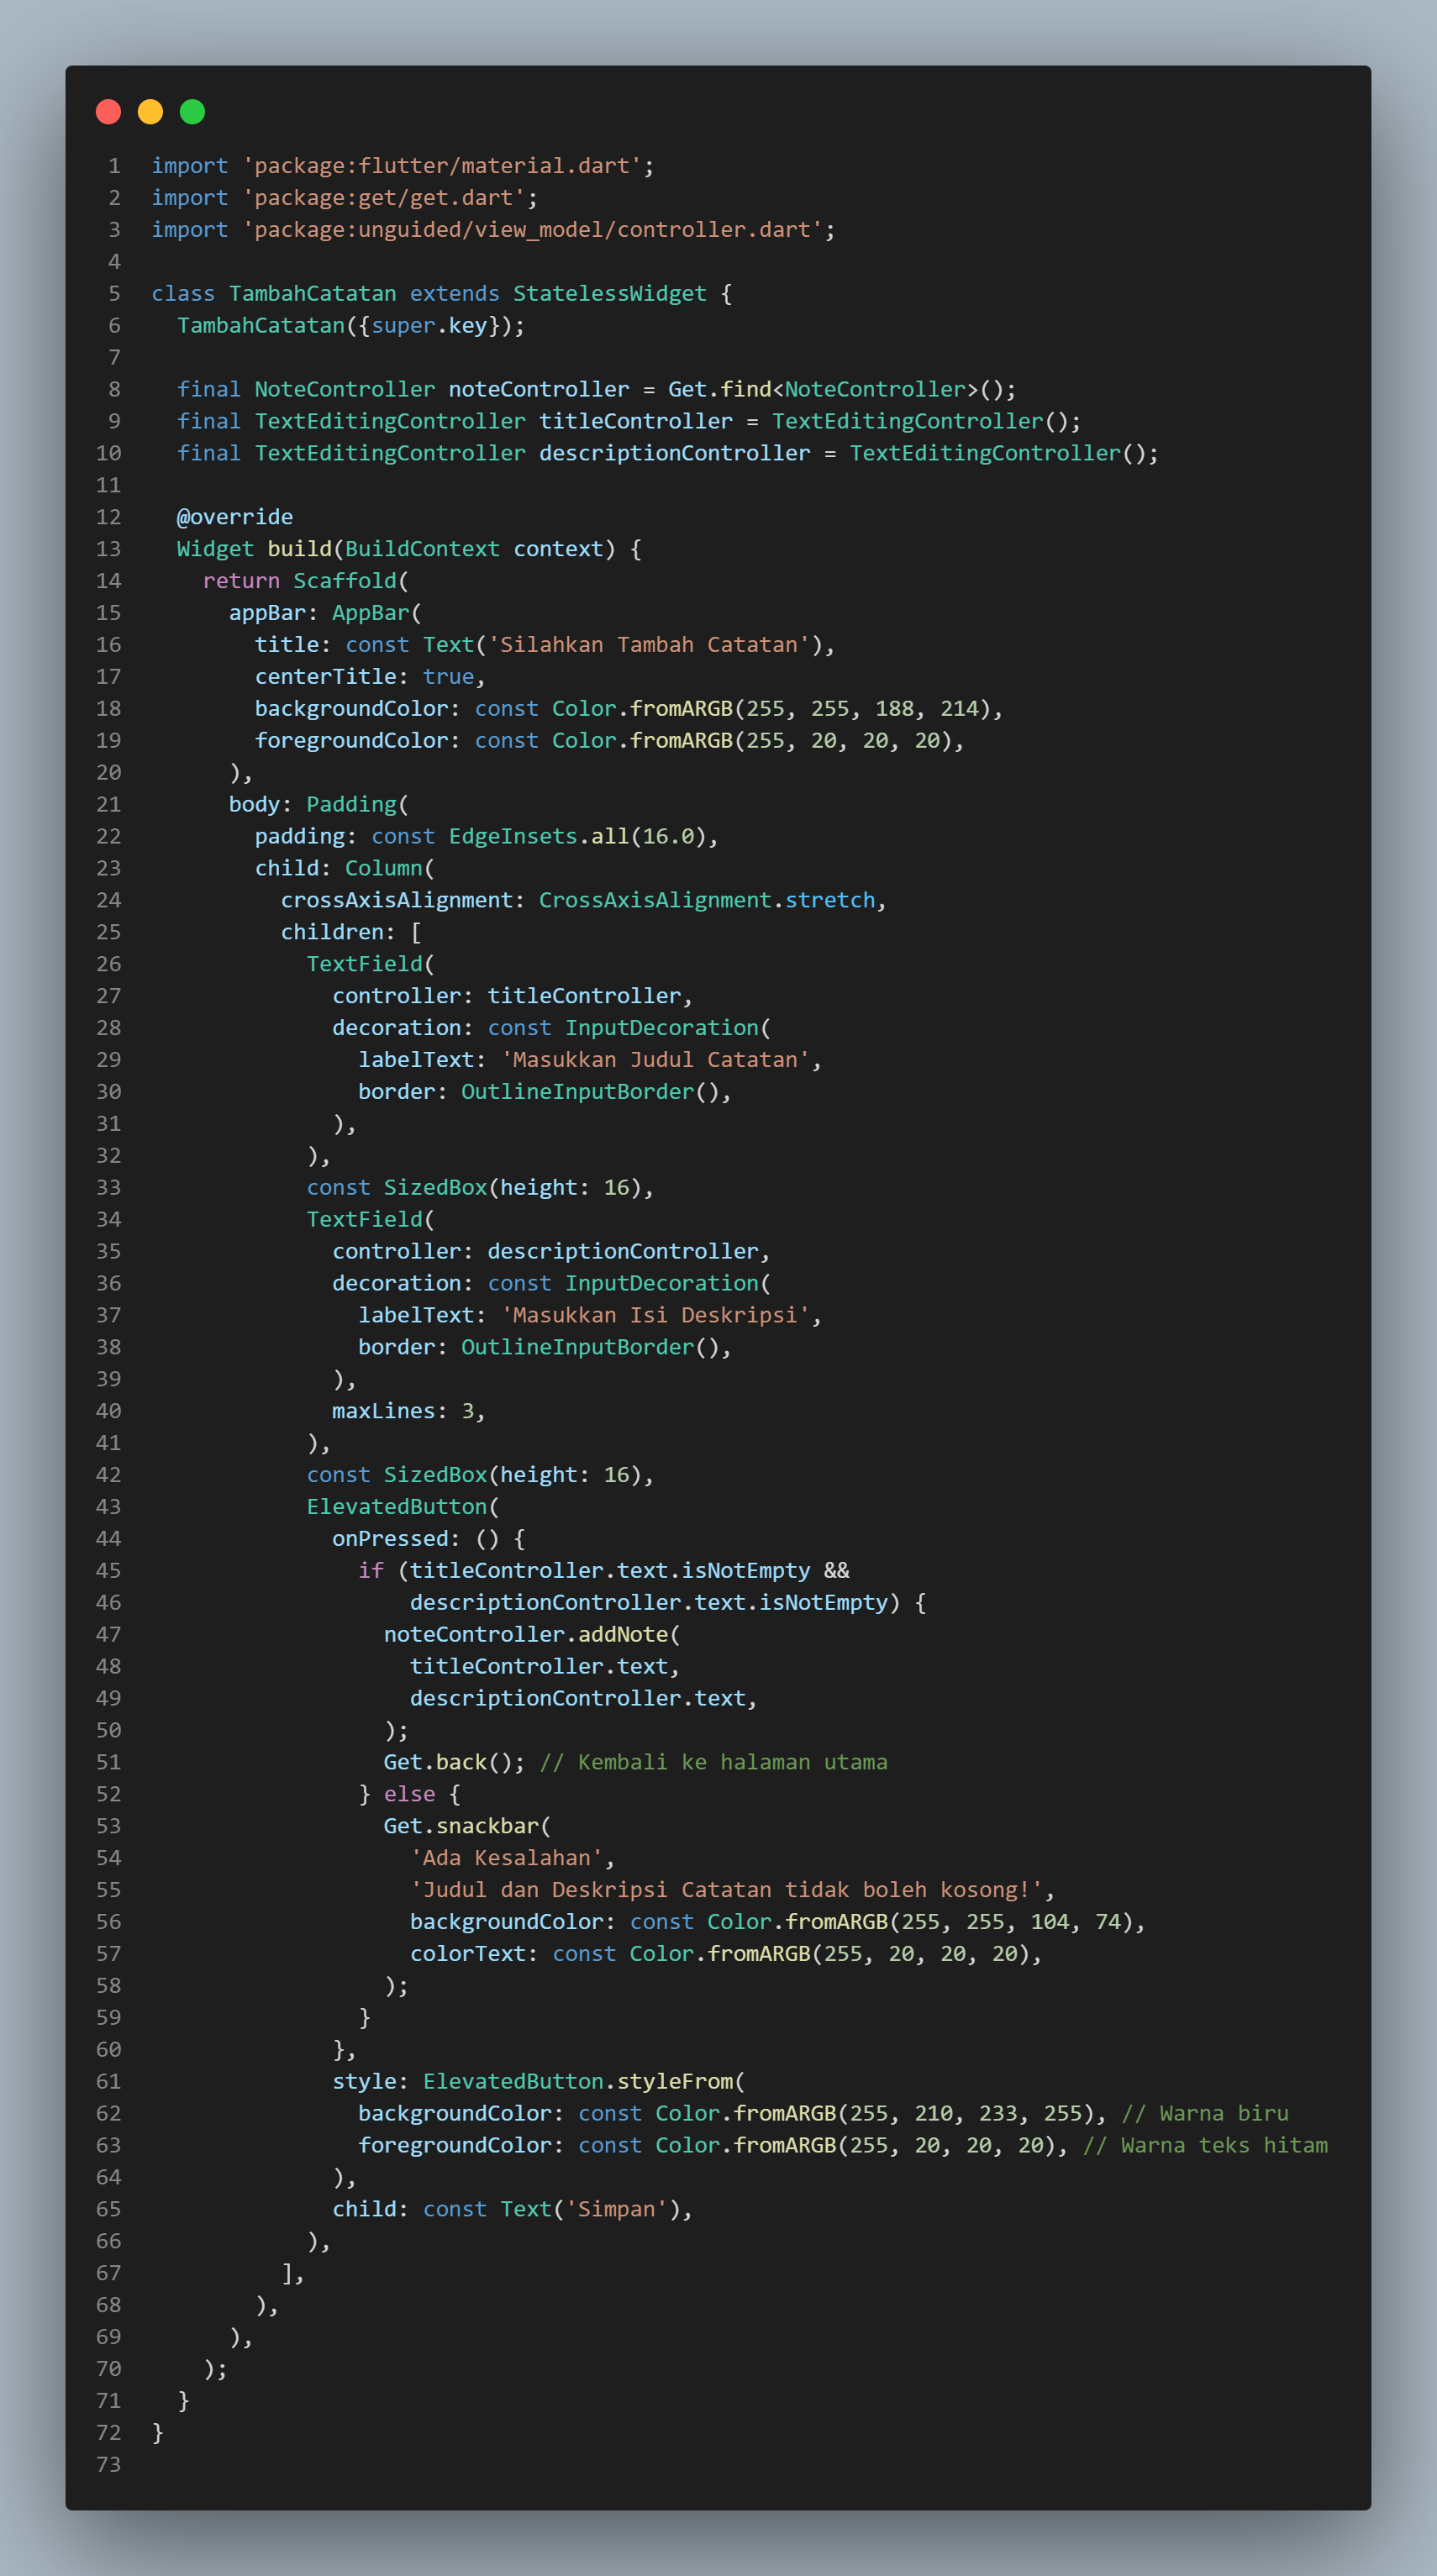 1 import 'package:flutter/material.dart';
2 import 'package:get/get.dart';
3 import 'package:unguided/view_model/controller.dart';
4
5 class TambahCatatan extends StatelessWidget {
6   TambahCatatan({super.key});
7
8   final NoteController noteController = Get.find<NoteController>();
9   final TextEditingController titleController = TextEditingController();
10   final TextEditingController descriptionController = TextEditingController();
11
12   @override
13   Widget build(BuildContext context) {
14     return Scaffold(
15       appBar: AppBar(
16         title: const Text('Silahkan Tambah Catatan'),
17         centerTitle: true,
18         backgroundColor: const Color.fromARGB(255, 255, 188, 214),
19         foregroundColor: const Color.fromARGB(255, 20, 20, 20),
20       ),
21       body: Padding(
22         padding: const EdgeInsets.all(16.0),
23         child: Column(
24           crossAxisAlignment: CrossAxisAlignment.stretch,
25           children: [
26             TextField(
27               controller: titleController,
28               decoration: const InputDecoration(
29                 labelText: 'Masukkan Judul Catatan',
30                 border: OutlineInputBorder(),
31               ),
32             ),
33             const SizedBox(height: 16),
34             TextField(
35               controller: descriptionController,
36               decoration: const InputDecoration(
37                 labelText: 'Masukkan Isi Deskripsi',
38                 border: OutlineInputBorder(),
39               ),
40               maxLines: 3,
41             ),
42             const SizedBox(height: 16),
43             ElevatedButton(
44               onPressed: () {
45                 if (titleController.text.isNotEmpty &&
46                     descriptionController.text.isNotEmpty) {
47                   noteController.addNote(
48                     titleController.text,
49                     descriptionController.text,
50                   );
51                   Get.back(); // Kembali ke halaman utama
52                 } else {
53                   Get.snackbar(
54                     'Ada Kesalahan',
55                     'Judul dan Deskripsi Catatan tidak boleh kosong!',
56                     backgroundColor: const Color.fromARGB(255, 255, 104, 74),
57                     colorText: const Color.fromARGB(255, 20, 20, 20),
58                   );
59                 }
60               },
61               style: ElevatedButton.styleFrom(
62                 backgroundColor: const Color.fromARGB(255, 210, 233, 255), // Warna biru
63                 foregroundColor: const Color.fromARGB(255, 20, 20, 20), // Warna teks hitam
64               ),
65               child: const Text('Simpan'),
66             ),
67           ],
68         ),
69       ),
70     );
71   }
72 }
73